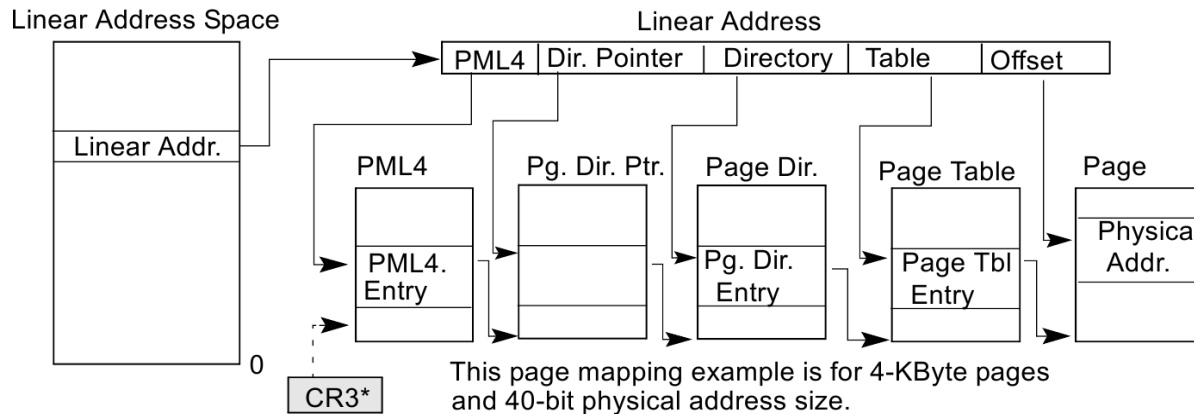 Linear Address Space
Linear Address
PML4 Dir. Pointer Directory Table Offset
Linear Addr.
PML4 Pg. Dir. Ptr. Page Dir. Page Table Page
Physica
Addr.
PML4.
Entry
Pg. Dir.
Entry
Page Tbl
Entry
0
CR3*
This page mapping example is for 4-KByte pages
and 40-bit physical address size.